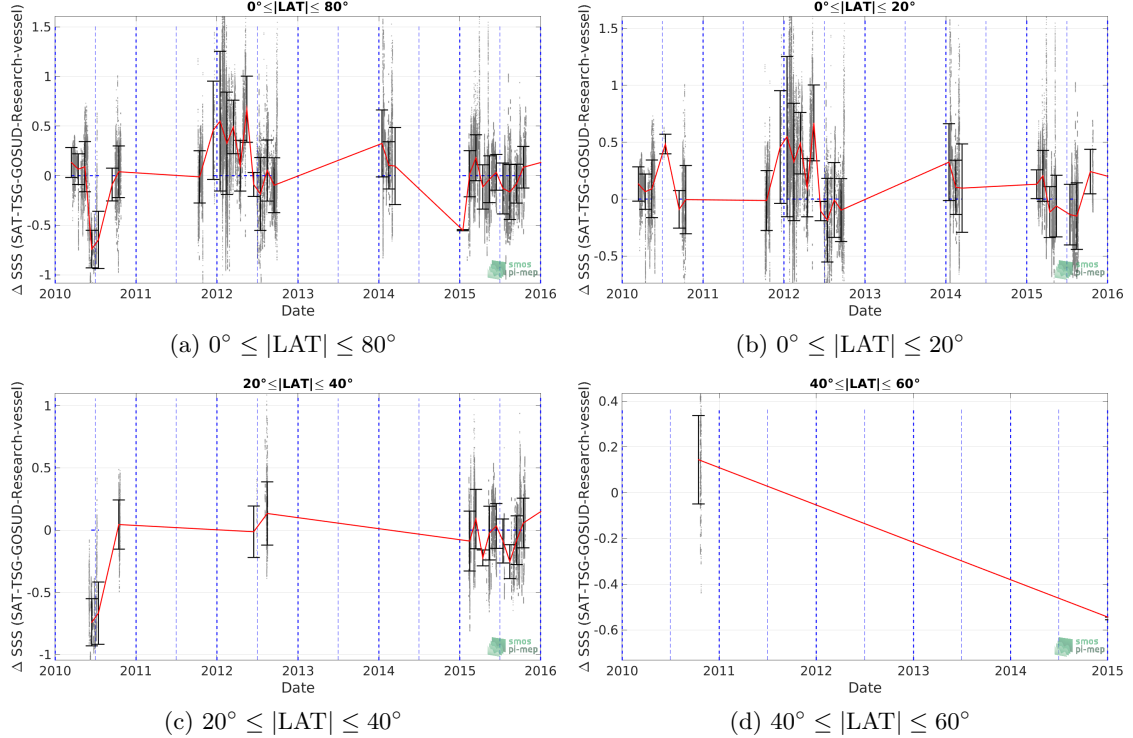 0°≤|LAT|≤ 80°
Δ SSS (SAT-TSG-GOSUD-Research-vessel)
1.5
1
0.5
0
-0.5
-1
2010 2011 2012 2013 2014 2015 2016
Date
smos
pi-mep
(a) 0° ≤ |LAT| ≤ 80°
0°≤|LAT|≤ 20°
Δ SSS (SAT-TSG-GOSUD-Research-vessel)
1.5
1
0.5
0
-0.5
2010 2011 2012 2013 2014 2015 2016
Date
smos
pi-mep
(b) 0° ≤ |LAT| ≤ 20°
20°≤|LAT|≤ 40°
Δ SSS (SAT-TSG-GOSUD-Research-vessel)
1
0.5
0
-0.5
-1
2010 2011 2012 2013 2014 2015 2016
Date
smos
pi-mep
(c) 20° ≤ |LAT| ≤ 40°
40°≤|LAT|≤ 60°
Δ SSS (SAT-TSG-GOSUD-Research-vessel)
0.4
0.2
0
-0.2
-0.4
-0.6
2010 2011 2012 2013 2014 2015
Date
smos
pi-mep
(d) 40° ≤ |LAT| ≤ 60°